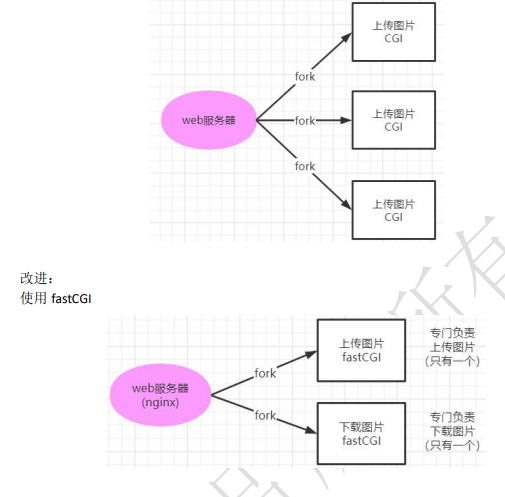 上传图片
CGI
fork
web服务器
fork
上传图片
CGI
fork
上传图片
CGI
改进：
使用 fastCGI
上传图片
fastCGI
专门负责
上传图片
(只有一个)
fork
web服务器
(nginx)
fork
下载图片
fastCGI
专门负责
下载图片
(只有一个)
所有